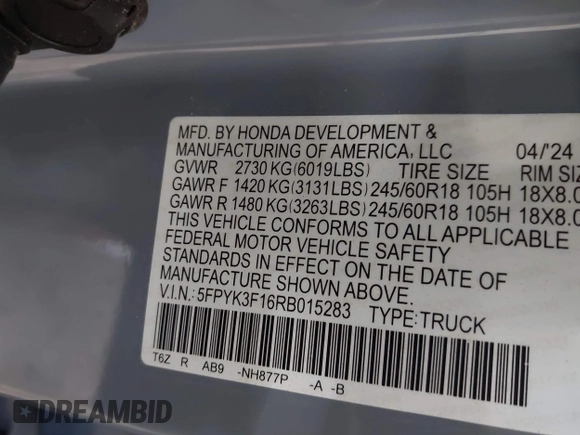 MFD. BY HONDA DEVELOPMENT &
MANUFACTURING OF AMERICA, LLC 04/'24
GVWR 2730 KG(6019LBS) TIRE SIZE RIM SIZ
GAWR F 1420 KG(3131LBS) 245/60R18 105H 18X8.0
GAWR R 1480 KG(3263LBS) 245/60R18 105H 18X8.0
THIS VEHICLE CONFORMS TO ALL APPLICABLE
FEDERAL MOTOR VEHICLE SAFETY
STANDARDS IN EFFECT ON THE DATE OF
MANUFACTURE SHOWN ABOVE.
V.I.N.:5FPYK3F16RB015283 TYPE:TRUCK
T6Z R AB9 -NH877P -A -B
DREAMBID